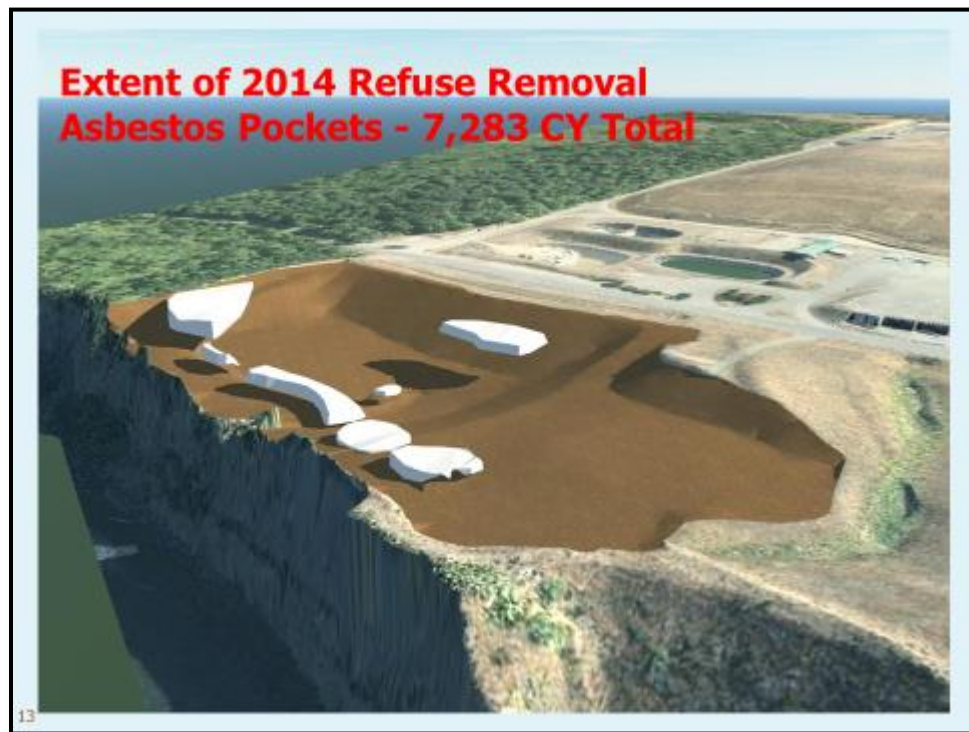 Extent of 2014 Refuse Removal
Asbestos Pockets - 7,283 CY Total
13